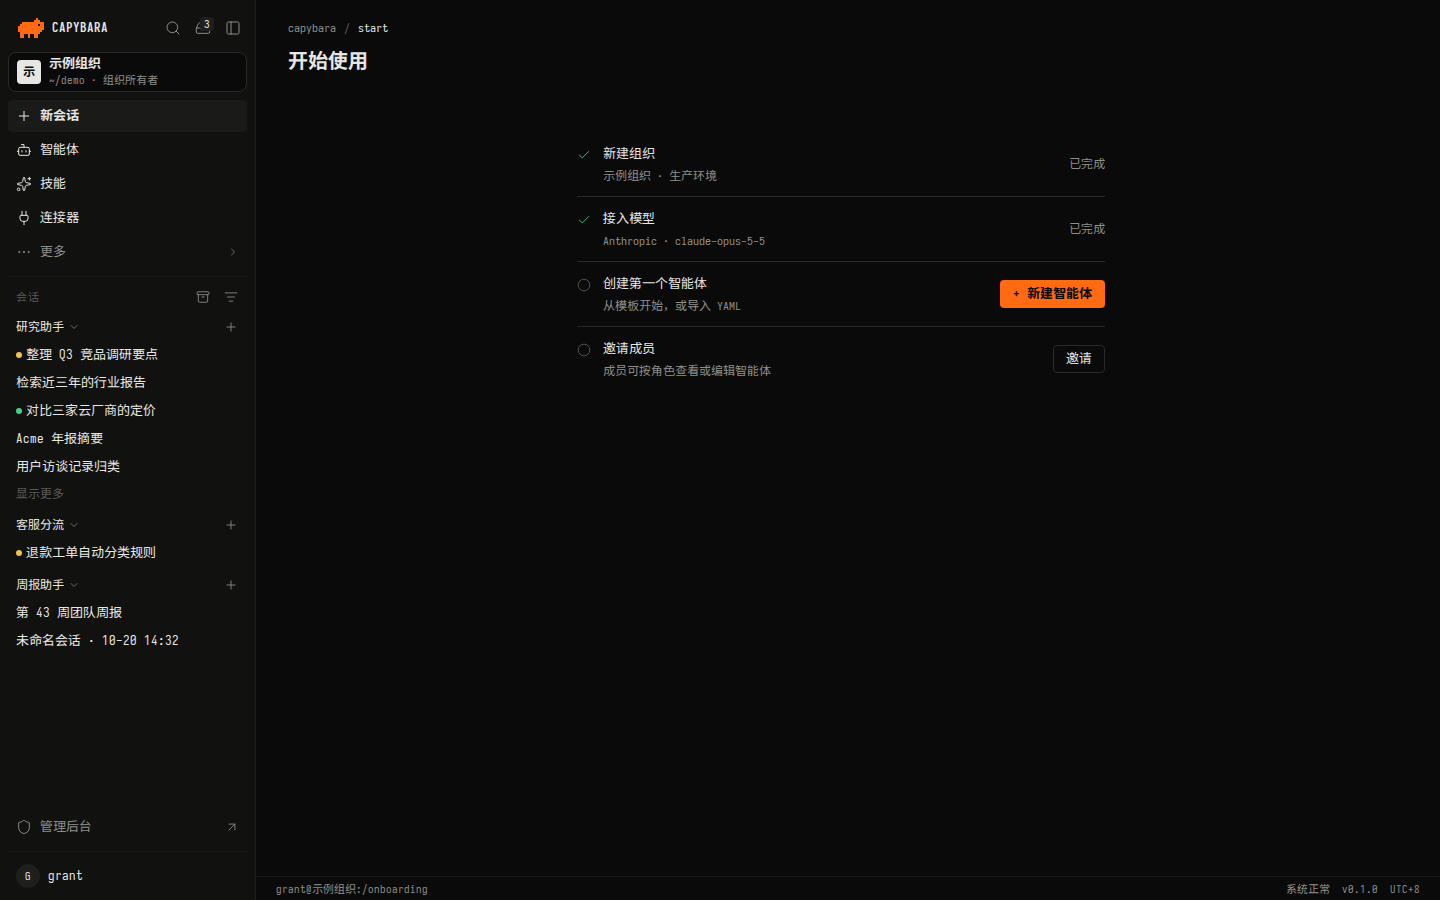 CAPYBARA
3
示
示例组织
~/demo · 组织所有者
新会话
智能体
技能
连接器
更多
会话
研究助手
整理 Q3 竞品调研要点
检索近三年的行业报告
对比三家云厂商的定价
Acme 年报摘要
用户访谈记录归类
显示更多
客服分流
退款工单自动分类规则
周报助手
第 43 周团队周报
未命名会话 · 10-20 14:32
管理后台
G
grant
capybara / start
开始使用
新建组织
示例组织 · 生产环境
已完成
接入模型
Anthropic · claude-opus-5-5
已完成
创建第一个智能体
从模板开始，或导入 YAML
+ 新建智能体
邀请成员
成员可按角色查看或编辑智能体
邀请
grant@示例组织:/onboarding
系统正常 v0.1.0 UTC+8